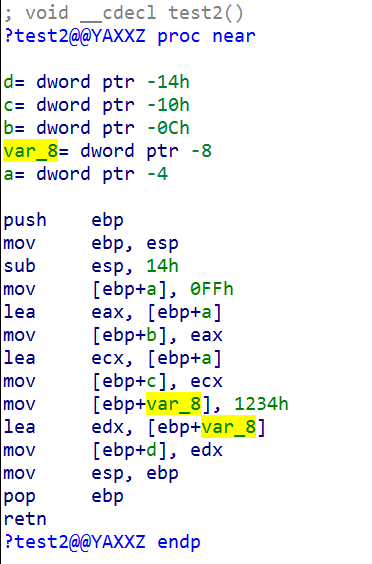 ; void __cdecl test2()
?test2@@YAXXZ proc near
d= dword ptr -14h
c= dword ptr -10h
b= dword ptr -0Ch
var_8= dword ptr -8
a= dword ptr -4
push ebp
mov ebp, esp
sub esp, 14h
mov [ebp+a], 0FFh
lea eax, [ebp+a]
mov [ebp+b], eax
lea ecx, [ebp+a]
mov [ebp+c], ecx
mov [ebp+var_8], 1234h
lea edx, [ebp+var_8]
mov [ebp+d], edx
mov esp, ebp
pop ebp
retn
?test2@@YAXXZ endp